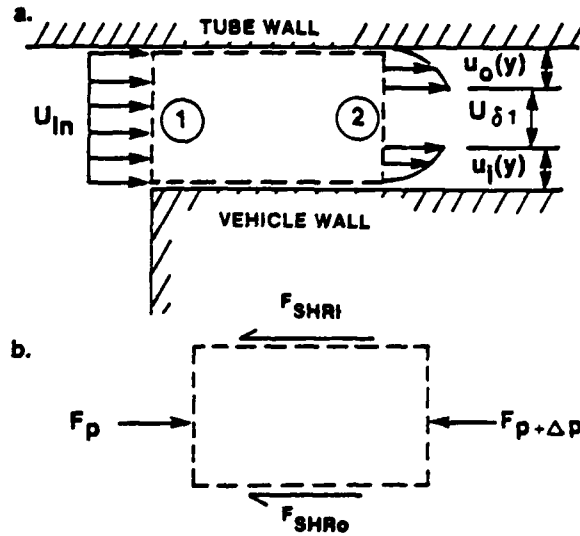 a.
TUBE WALL
U_In
1
2
u_o(y)
U_δ1
u_i(y)
VEHICLE WALL
b.
F_SHRI
F_p
F_p+Δp
F_SHRo